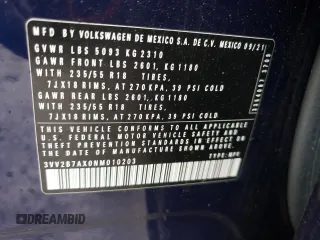 MFD. BY VOLKSWAGEN DE MEXICO S.A. DE C.V. MEXICO 09/21
GVWR LBS 5093 KG 2310
GAWR FRONT LBS 2601, KG 1180
WITH 235/55 R18 TIRES,
7JX18 RIMS, AT 270 KPA, 39 PSI COLD
GAWR REAR LBS 2601, KG 1180
WITH 235/55 R18 TIRES,
7JX18 RIMS, AT 270 KPA, 39 PSI COLD
THIS VEHICLE CONFORMS TO ALL APPLICABLE
U.S. FEDERAL MOTOR VEHICLE SAFETY
STANDARDS IN EFFECT ON THE DATE OF
MANUFACTURE SHOWN ABOVE.
3VV2B7AX0NM010203
TYPE: MPV
DREAMBID